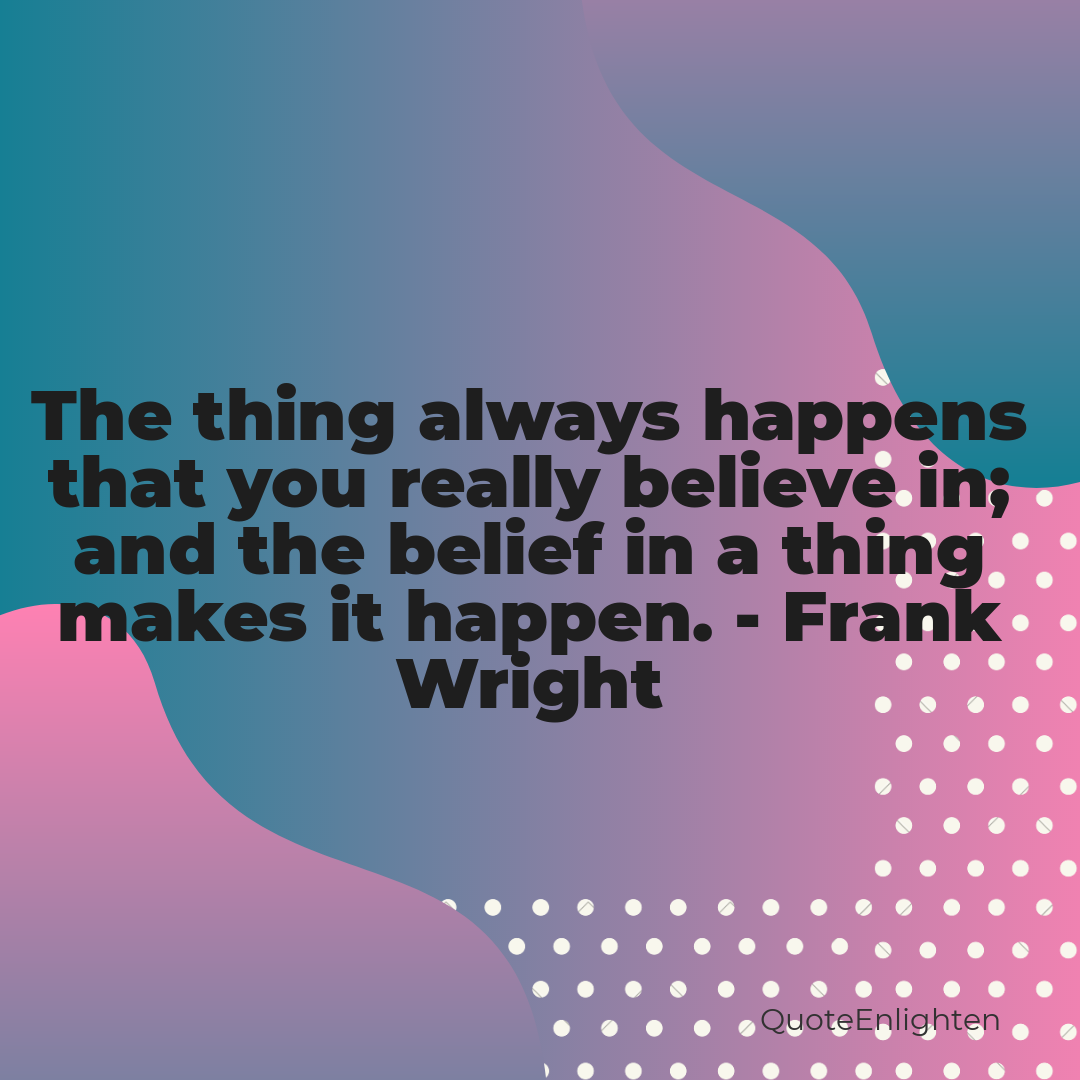 The thing always happens
that you really believe in;
and the belief in a thing
makes it happen. - Frank
Wright
QuoteEnlighten